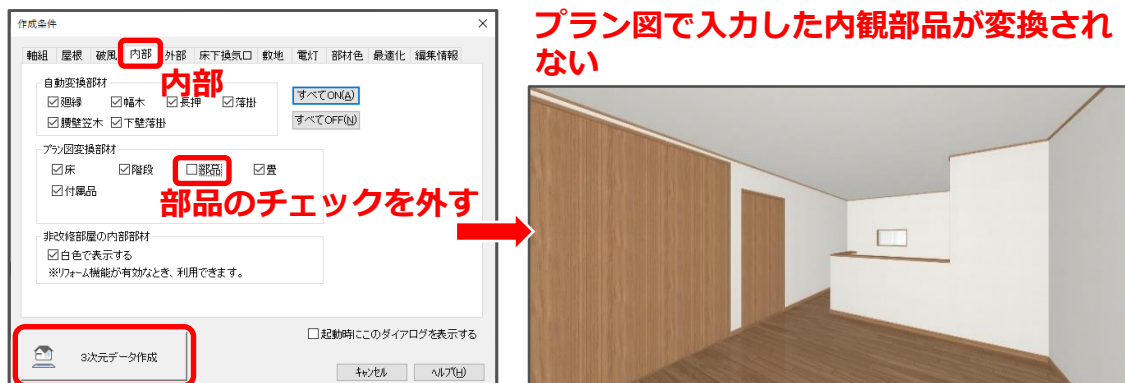 作成条件
軸組 屋根 破風 内部 外部 床下換気口 敷地 電灯 部材色 最適化 編集情報
内部
自動変換部材
廻縁 幅木 長押 落掛
腰壁笠木 下壁落掛
すべてON(A)
すべてOFF(N)
プラン図変換部材
床 階段 部品 畳
付属品
部品のチェックを外す
非改修部屋の内部部材
白色で表示する
※リフォーム機能が有効なとき、利用できます。
起動時にこのダイアログを表示する
3次元データ作成
キャンセル ヘルプ(H)
プラン図で入力した内観部品が変換され
ない